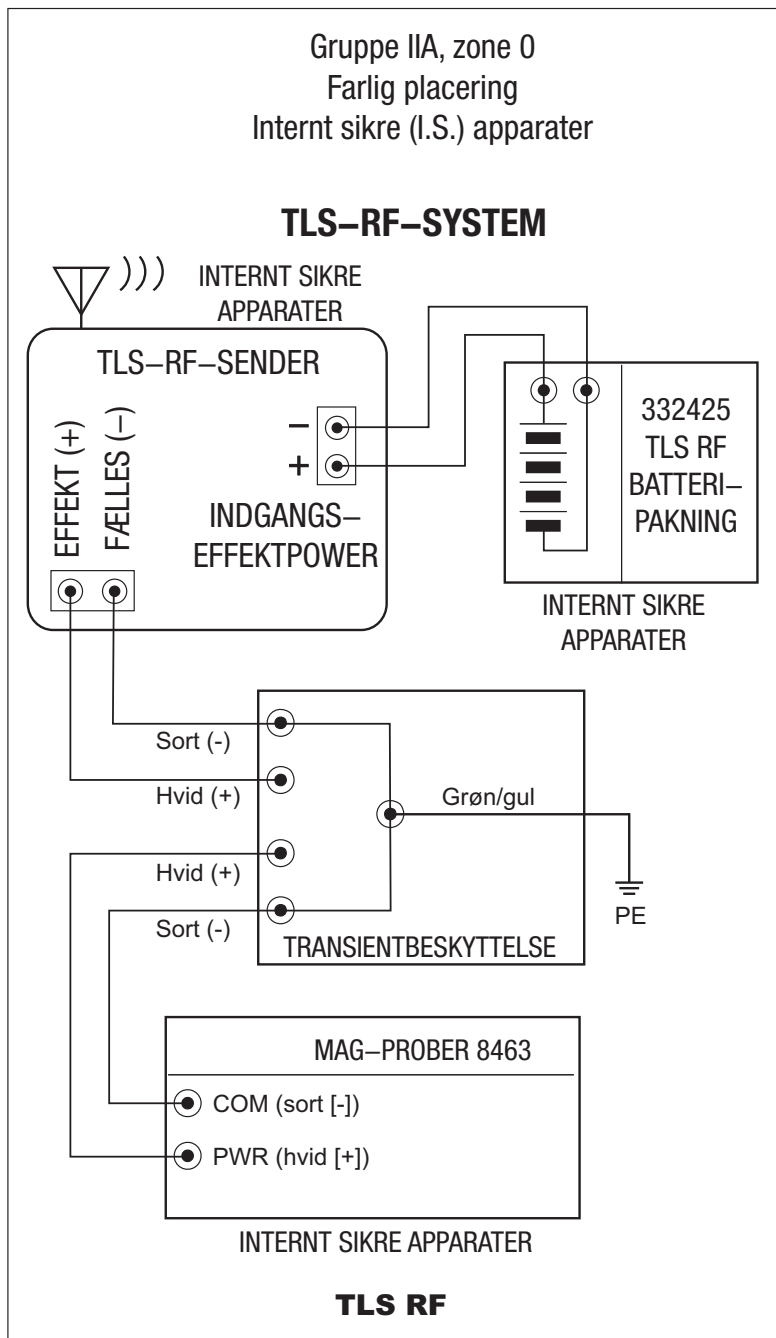 Gruppe IIA, zone 0
Farlig placering
Internt sikre (I.S.) apparater
TLS–RF–SYSTEM
INTERNT SIKRE
APPARATER
TLS–RF–SENDER
EFFEKT (+)
FÆLLES (–)
–
+
INDGANGS–
EFFEKTPOWER
332425
TLS RF
BATTERI–
PAKNING
INTERNT SIKRE
APPARATER
Sort (-)
Hvid (+)
Hvid (+)
Sort (-)
Grøn/gul
PE
TRANSIENTBESKYTTELSE
MAG–PROBER 8463
COM (sort [-])
PWR (hvid [+])
INTERNT SIKRE APPARATER
TLS RF